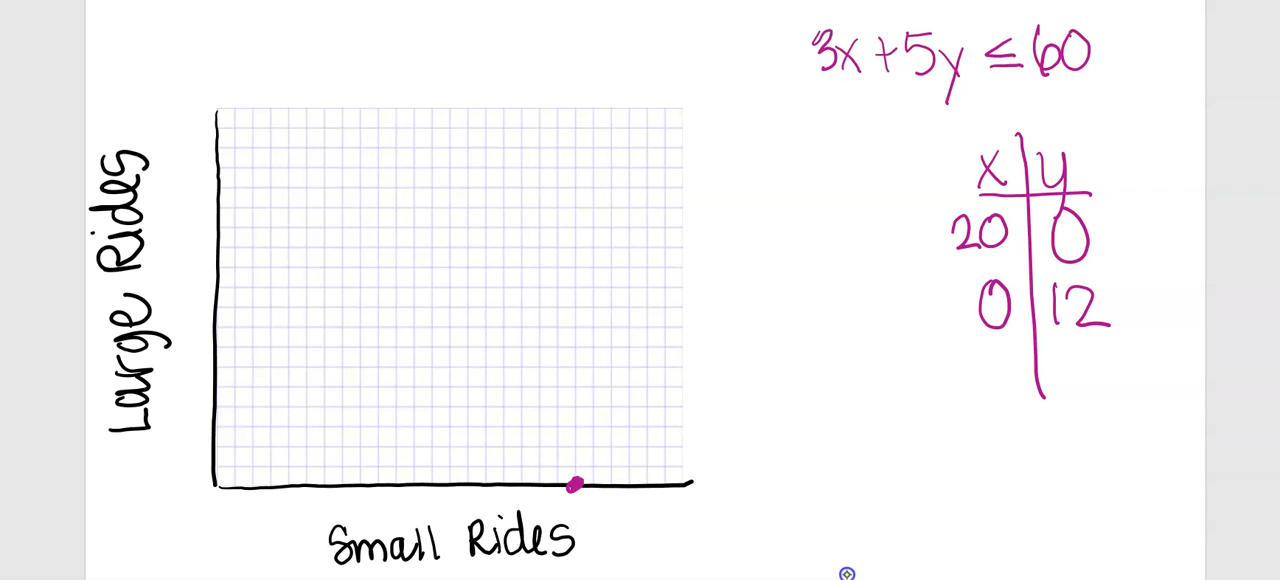 3x + 5y ≤ 60
x y
20 0
0 12
Large Rides
Small Rides